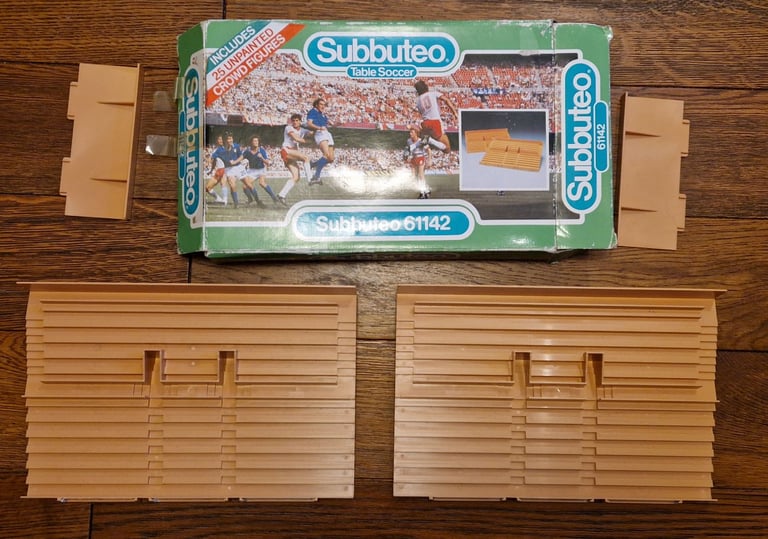 INCLUDES
25 UNPAINTED
CROWD FIGURES
Subbuteo®
Table Soccer
Subbuteo®
Subbuteo®
61142
Subbuteo 61142